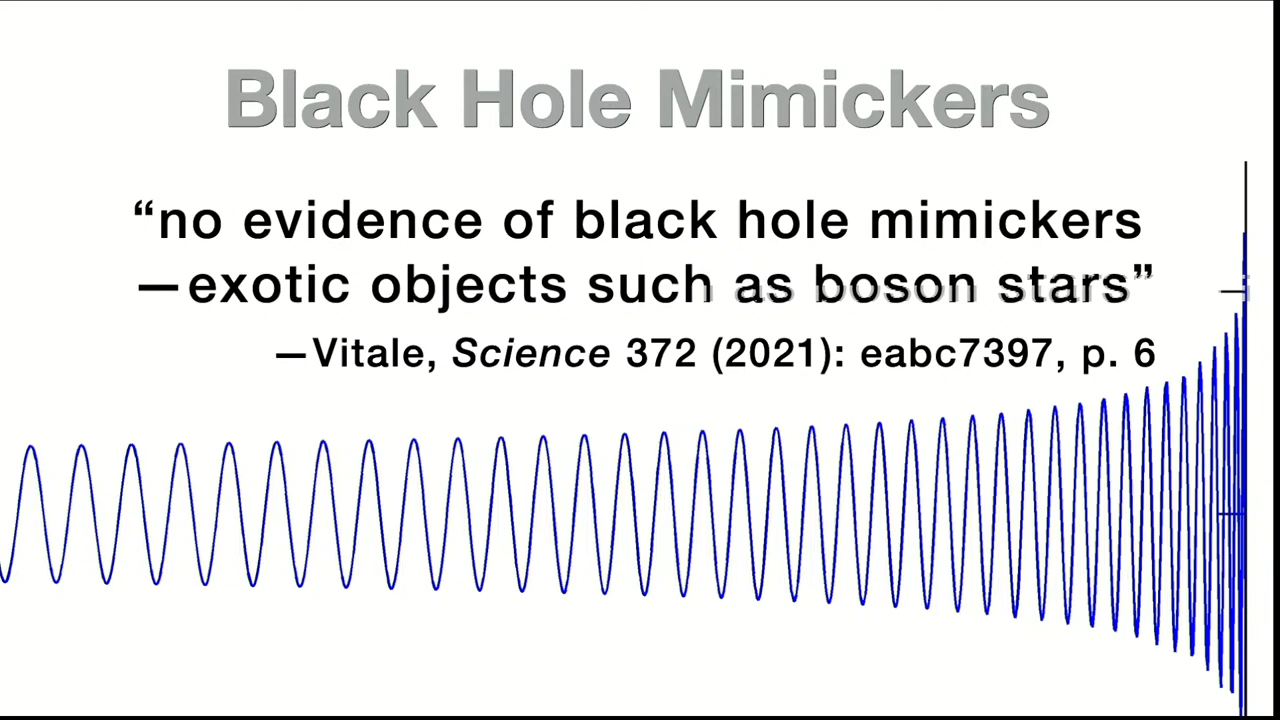 Black Hole Mimickers
“no evidence of black hole mimickers
—exotic objects such as boson stars”
—Vitale, Science 372 (2021): eabc7397, p. 6